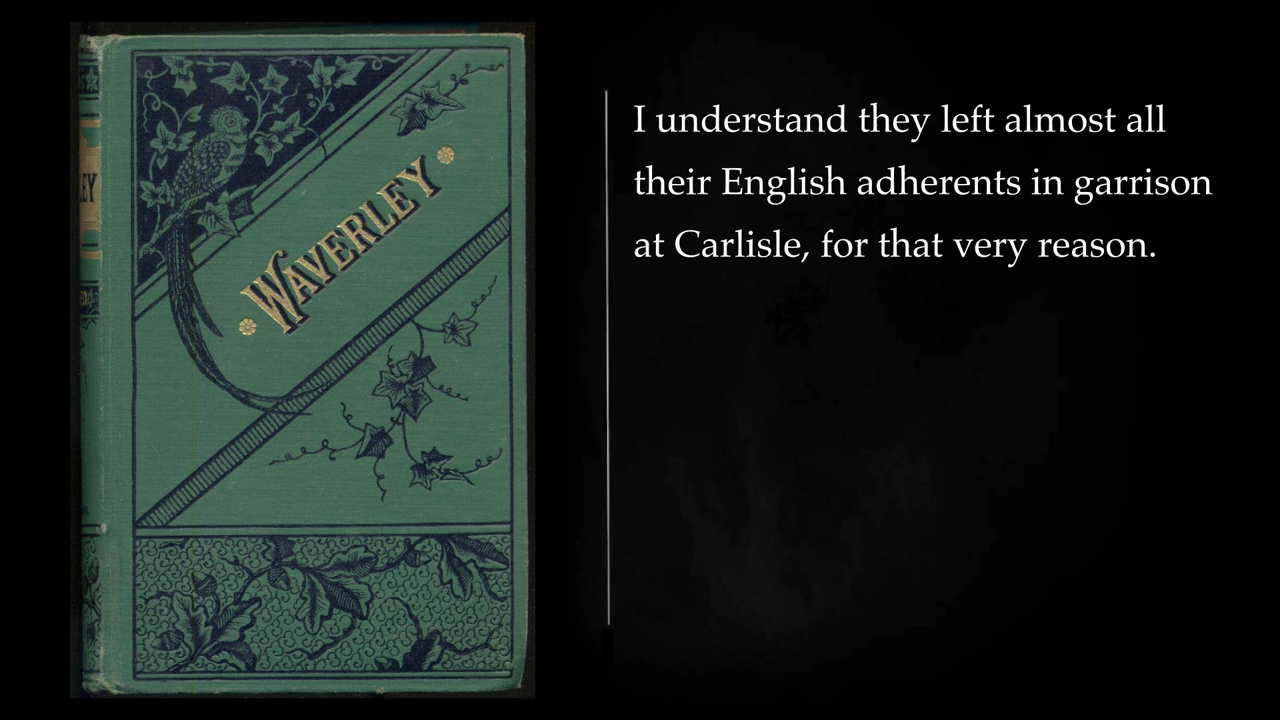 WAVERLEY
I understand they left almost all
their English adherents in garrison
at Carlisle, for that very reason.